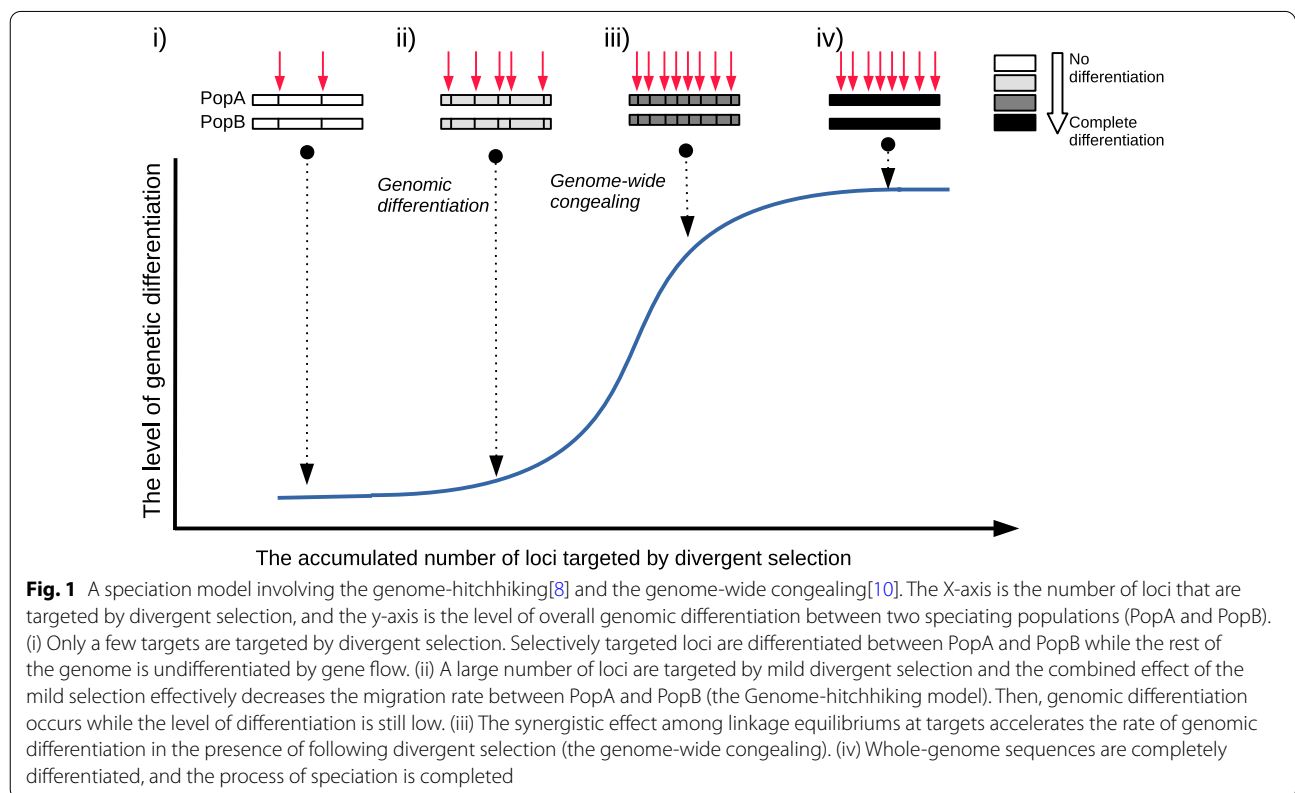 i)
ii)
iii)
iv)
No
differentiation
Complete
differentiation
PopA
PopB
Genomic
differentiation
Genome-wide
congealing
The level of genetic differentiation
The accumulated number of loci targeted by divergent selection
Fig. 1 A speciation model involving the genome-hitchhiking[8] and the genome-wide congealing[10]. The X-axis is the number of loci that are
targeted by divergent selection, and the y-axis is the level of overall genomic differentiation between two speciating populations (PopA and PopB).
(i) Only a few targets are targeted by divergent selection. Selectively targeted loci are differentiated between PopA and PopB while the rest of
the genome is undifferentiated by gene flow. (ii) A large number of loci are targeted by mild divergent selection and the combined effect of the
mild selection effectively decreases the migration rate between PopA and PopB (the Genome-hitchhiking model). Then, genomic differentiation
occurs while the level of differentiation is still low. (iii) The synergistic effect among linkage equilibriums at targets accelerates the rate of genomic
differentiation in the presence of following divergent selection (the genome-wide congealing). (iv) Whole-genome sequences are completely
differentiated, and the process of speciation is completed